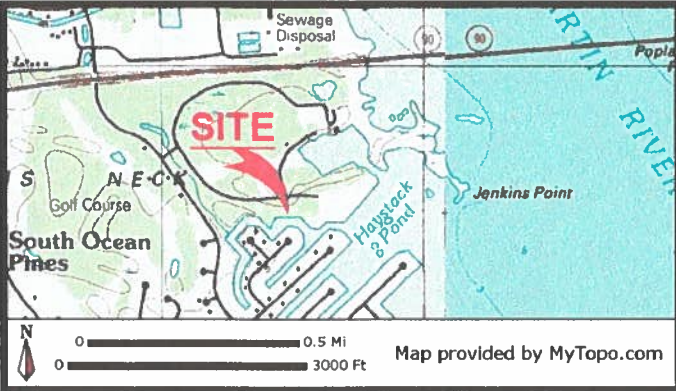 Sewage
Disposal
90
90
SITE
S NECK
Golf Course
South Ocean
Pines
Haystack
Pond
Jenkins Point
RTIN RIVER
Popla
N
0 0.5 Mi
0 3000 Ft
Map provided by MyTopo.com